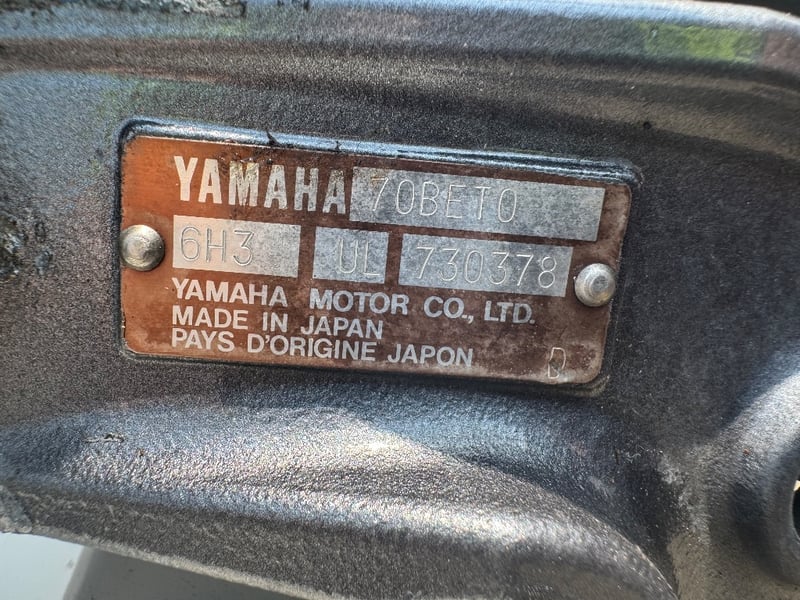 YAMAHA 70BETO
6H3 UL 730378
YAMAHA MOTOR CO., LTD.
MADE IN JAPAN
PAYS D'ORIGINE JAPON D